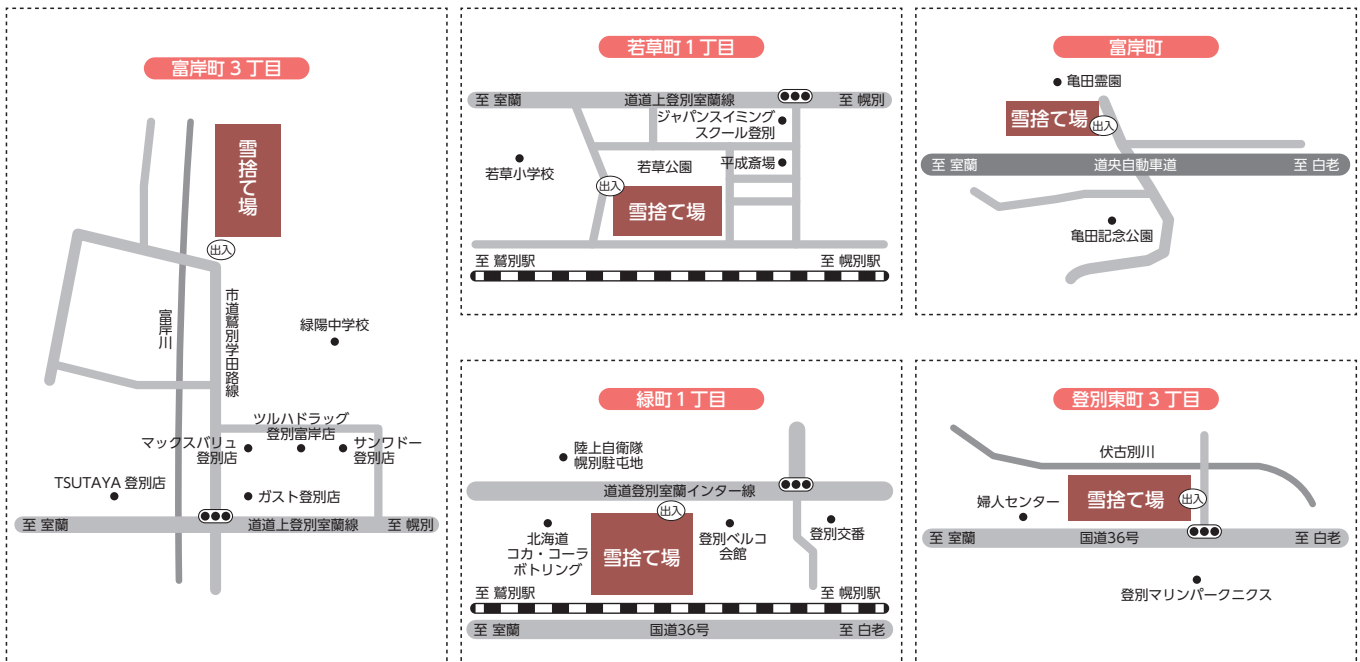 富岸町3丁目
雪捨て場
出入
市道鷲別学田路線
富岸川
緑陽中学校
ツルハドラッグ
登別富岸店
マックスバリュ
登別店
サンワドー
登別店
TSUTAYA 登別店
ガスト登別店
至 室蘭
道道上登別室蘭線
至 幌別
若草町1丁目
至 室蘭
道道上登別室蘭線
至 幌別
ジャパンスイミング
スクール登別
若草小学校
若草公園
平成斎場
出入
雪捨て場
至 鷲別駅
至 幌別駅
富岸町
亀田霊園
雪捨て場
出入
至 室蘭
道央自動車道
至 白老
亀田記念公園
緑町1丁目
陸上自衛隊
幌別駐屯地
道道登別室蘭インター線
出入
北海道
コカ・コーラ
ボトリング
雪捨て場
登別ベルコ
会館
登別交番
至 鷲別駅
至 幌別駅
至 室蘭
国道36号
至 白老
登別東町3丁目
伏古別川
婦人センター
雪捨て場
出入
至 室蘭
国道36号
至 白老
登別マリンパークニクス